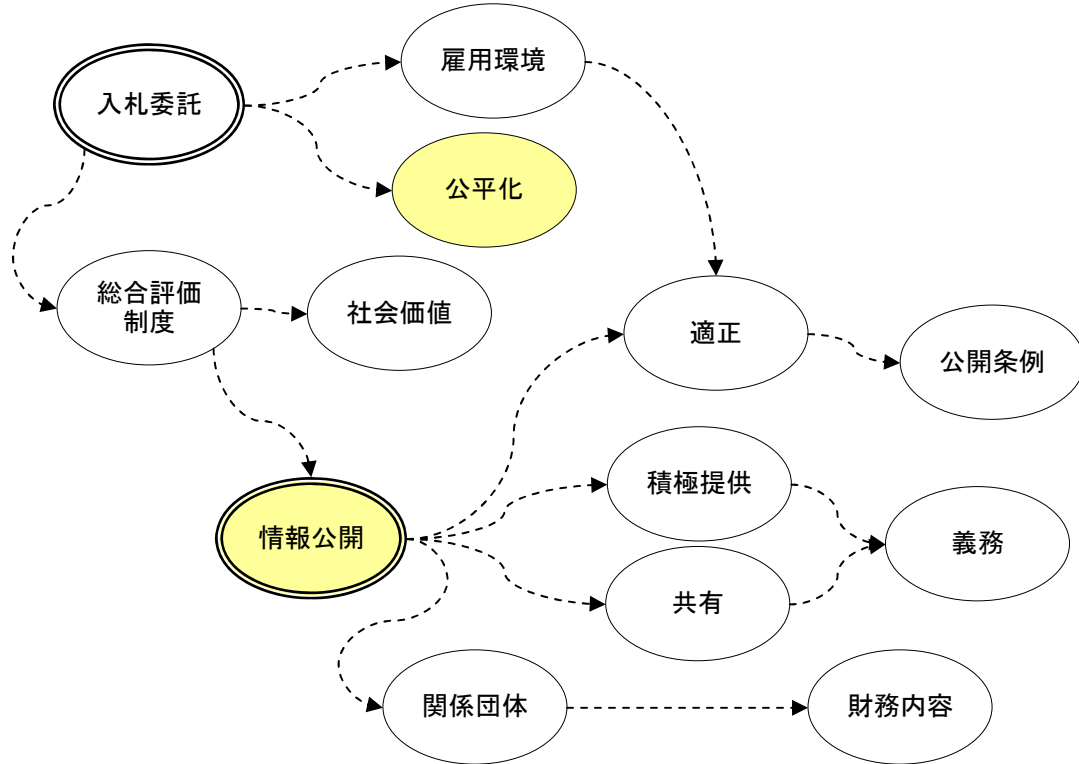 雇用環境
入札委託
公平化
総合評価
制度
社会価値
適正
公開条例
積極提供
情報公開
義務
共有
関係団体
財務内容